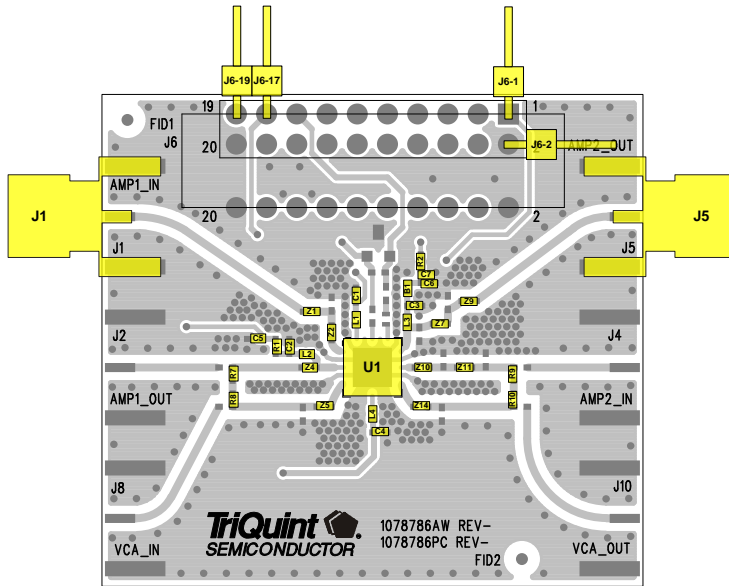 J6-19 J6-17 J6-1
19 1
FID1
J6
20 J6-2 AMP2_OUT
AMP1_IN
J1 J5
20 2
J1 J5
R2
C7
C6
C1 B1
Z1 C3 Z9
L1 L3 Z7
J2 Z2 J4
C5 R1 C2 L2
Z4 U1 Z10 Z11
R7 R9
AMP1_OUT R8 Z5 L4 Z14 R10 AMP2_IN
C4
J8 J10
TriQuint
SEMICONDUCTOR
1078786AW REV-
1078786PC REV-
VCA_IN FID2 VCA_OUT